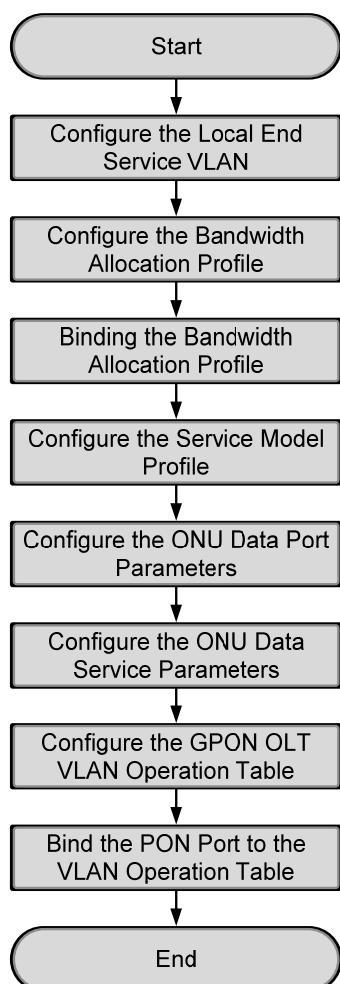 Start
Configure the Local End
Service VLAN
Configure the Bandwidth
Allocation Profile
Binding the Bandwidth
Allocation Profile
Configure the Service Model
Profile
Configure the ONU Data Port
Parameters
Configure the ONU Data
Service Parameters
Configure the GPON OLT
VLAN Operation Table
Bind the PON Port to the
VLAN Operation Table
End